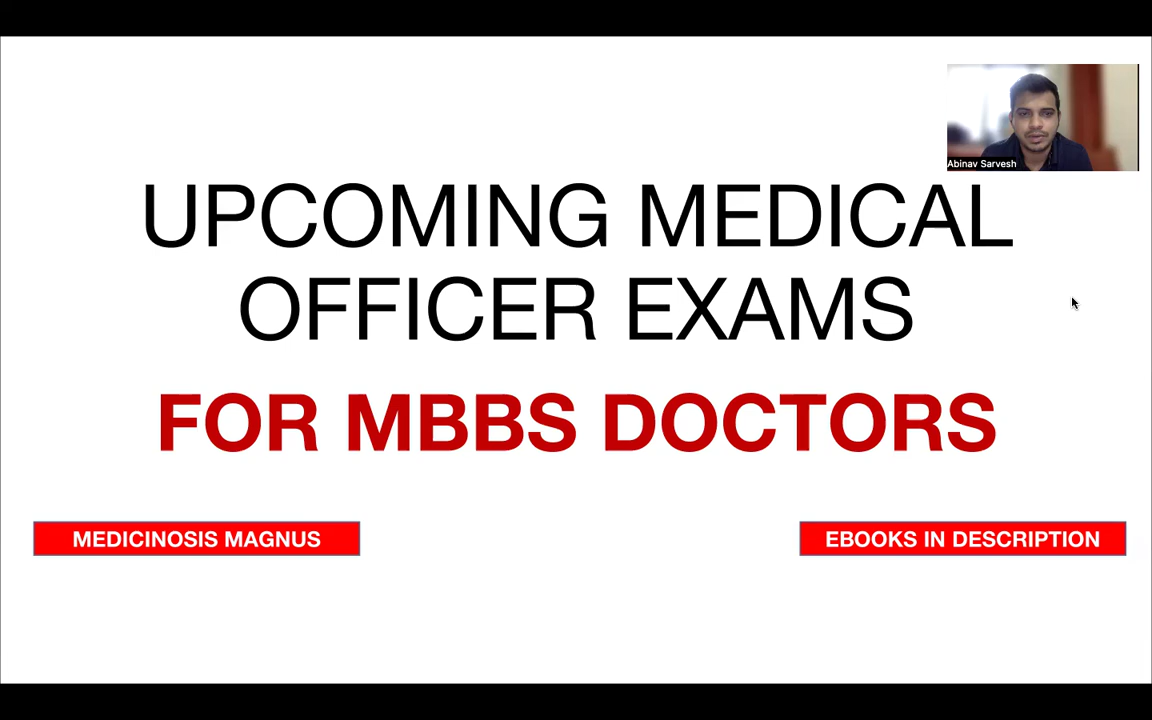 Abinav Sarvesh
UPCOMING MEDICAL
OFFICER EXAMS
FOR MBBS DOCTORS
MEDICINOSIS MAGNUS
EBOOKS IN DESCRIPTION